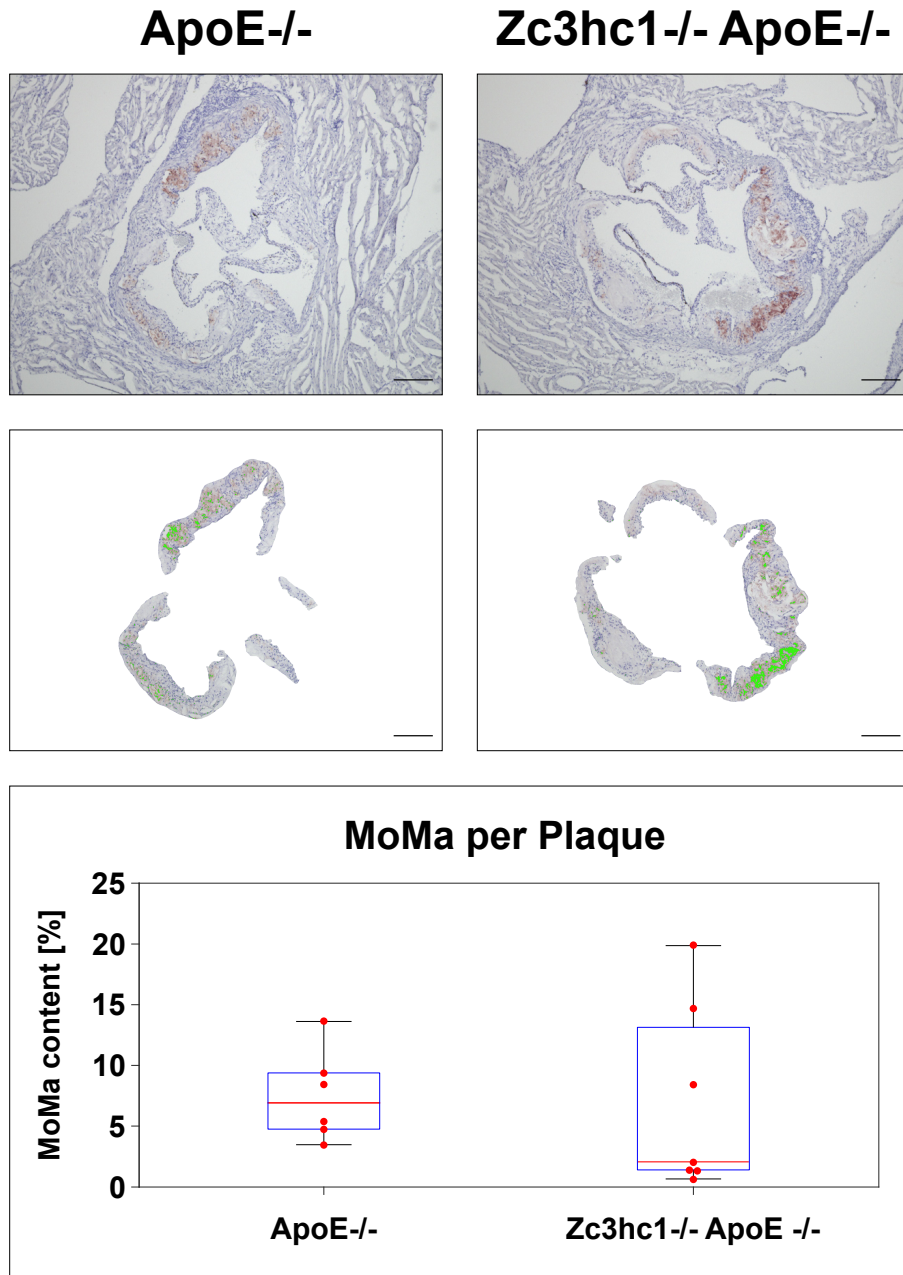 ApoE-/- Zc3hc1-/- ApoE-/-
MoMa per Plaque
MoMa content [%]
25
20
15
10
5
0
ApoE-/- Zc3hc1-/- ApoE -/-